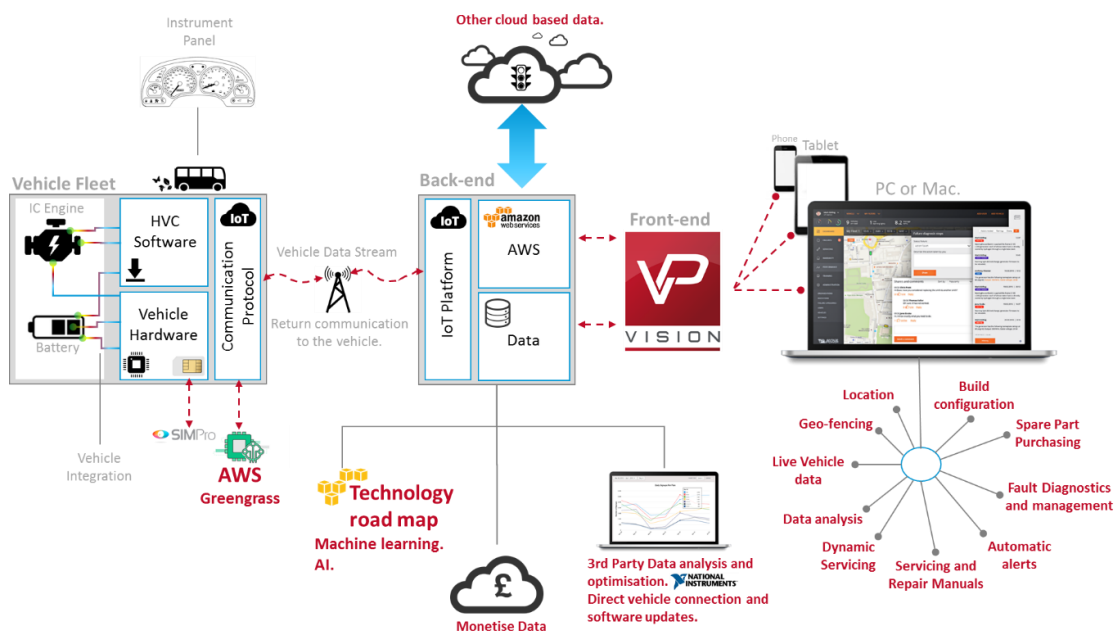 Other cloud based data.
Instrument
Panel
Vehicle Fleet
IC Engine
HVC
Software
IoT
Communication
Protocol
Vehicle
Hardware
Battery
SIMPro
AWS
Greengrass
Vehicle
Integration
Vehicle Data Stream
Return communication
to the vehicle.
Back-end
IoT
IoT Platform
amazon
web services
AWS
Data
Front-end
VP
VISION
Phone
Tablet
PC or Mac.
Location
Build
configuration
Geo-fencing
Spare Part
Purchasing
Live Vehicle
data
Fault Diagnostics
and management
Data analysis
Dynamic
Servicing
Servicing and
Repair Manuals
Automatic
alerts
Technology
road map
Machine learning.
AI.
£
Monetise Data
3rd Party Data analysis and
optimisation.
NATIONAL
INSTRUMENTS
Direct vehicle connection and
software updates.